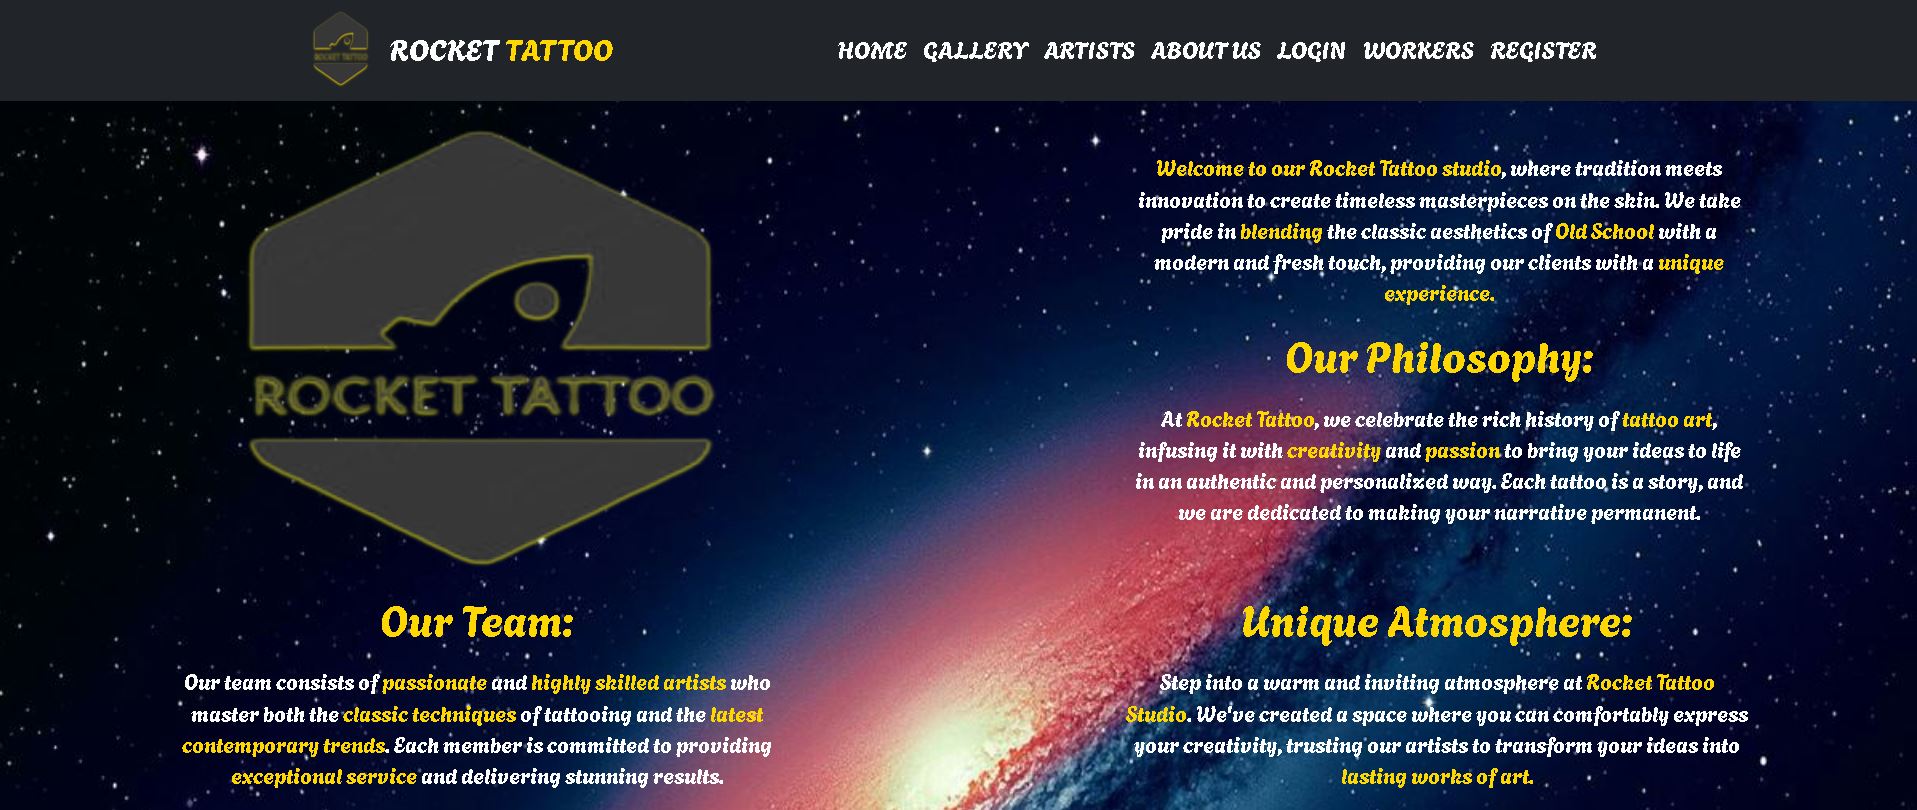 ROCKET TATTOO
ROCKET TATTOO
HOME GALLERY ARTISTS ABOUT US LOGIN WORKERS REGISTER
ROCKET TATTOO
Welcome to our Rocket Tattoo studio, where tradition meets
innovation to create timeless masterpieces on the skin. We take
pride in blending the classic aesthetics of Old School with a
modern and fresh touch, providing our clients with a unique
experience.
Our Philosophy:
At Rocket Tattoo, we celebrate the rich history of tattoo art,
infusing it with creativity and passion to bring your ideas to life
in an authentic and personalized way. Each tattoo is a story, and
we are dedicated to making your narrative permanent.
Our Team:
Our team consists of passionate and highly skilled artists who
master both the classic techniques of tattooing and the latest
contemporary trends. Each member is committed to providing
exceptional service and delivering stunning results.
Unique Atmosphere:
Step into a warm and inviting atmosphere at Rocket Tattoo
Studio. We've created a space where you can comfortably express
your creativity, trusting our artists to transform your ideas into
lasting works of art.